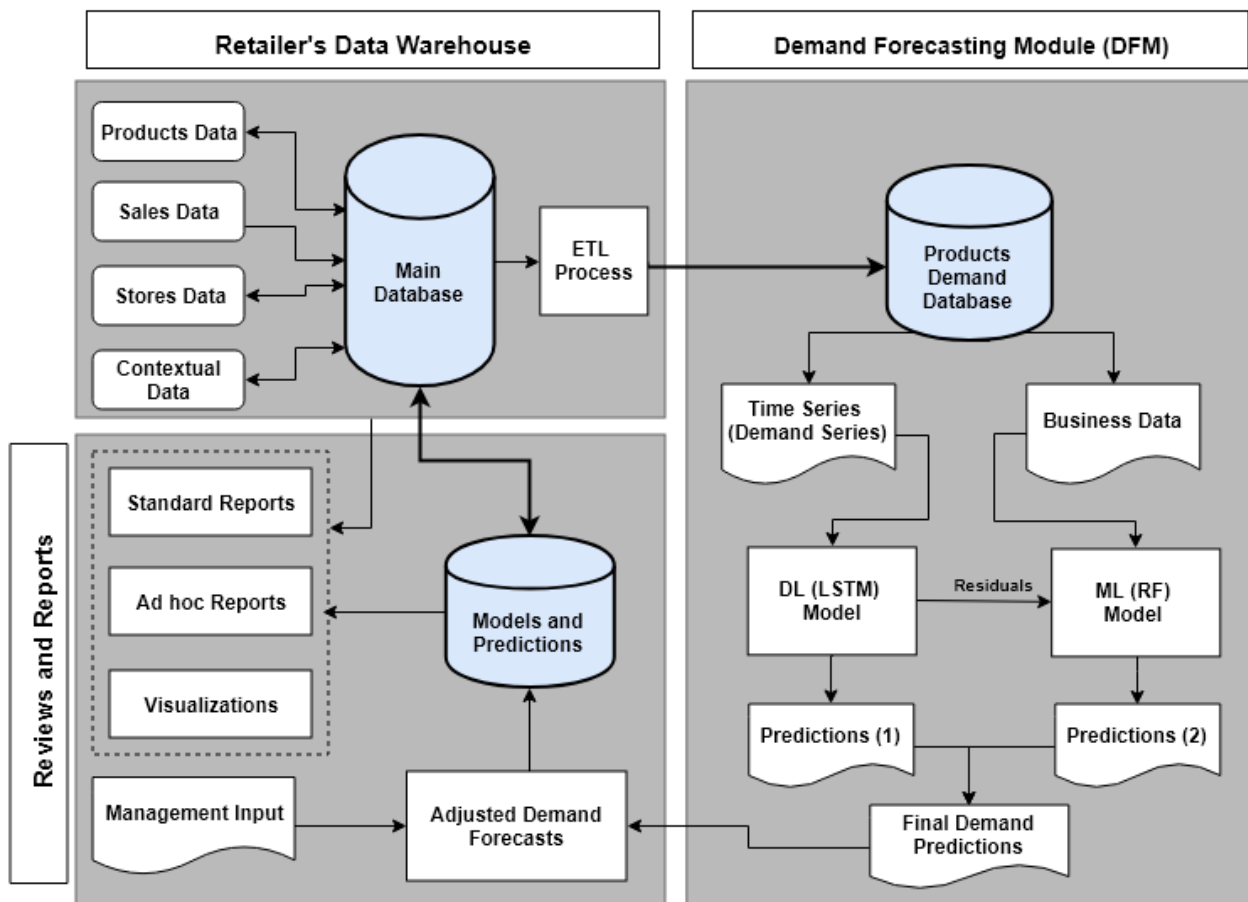 Retailer's Data Warehouse
Demand Forecasting Module (DFM)
Products Data
Sales Data
Stores Data
Contextual
Data
Main
Database
ETL
Process
Products
Demand
Database
Time Series
(Demand Series)
Business Data
DL (LSTM)
Model
Residuals
ML (RF)
Model
Predictions (1)
Predictions (2)
Final Demand
Predictions
Reviews and Reports
Standard Reports
Ad hoc Reports
Visualizations
Models and
Predictions
Management Input
Adjusted Demand
Forecasts